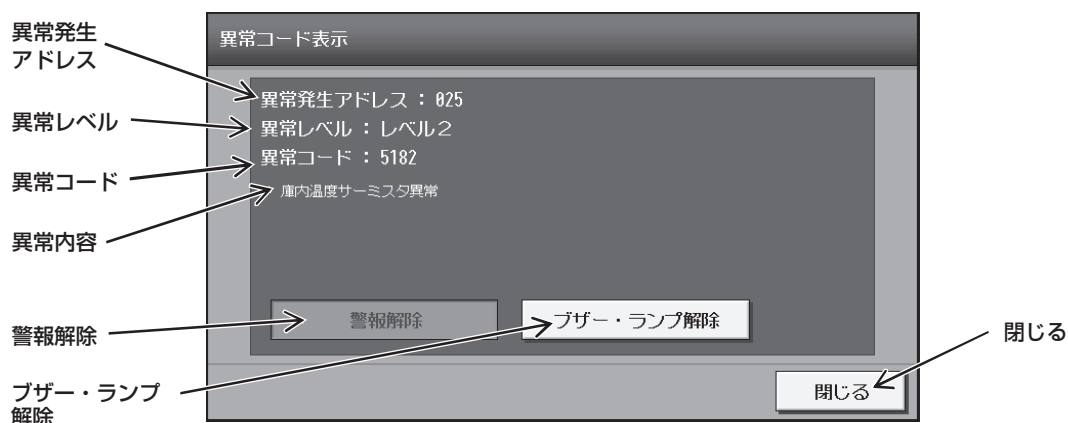 異常発生
アドレス
異常レベル
異常コード
異常内容
警報解除
ブザー・ランプ
解除
異常コード表示
異常発生アドレス : 025
異常レベル : レベル2
異常コード : 5182
庫内温度サーミスタ異常
警報解除
ブザー・ランプ解除
閉じる
閉じる